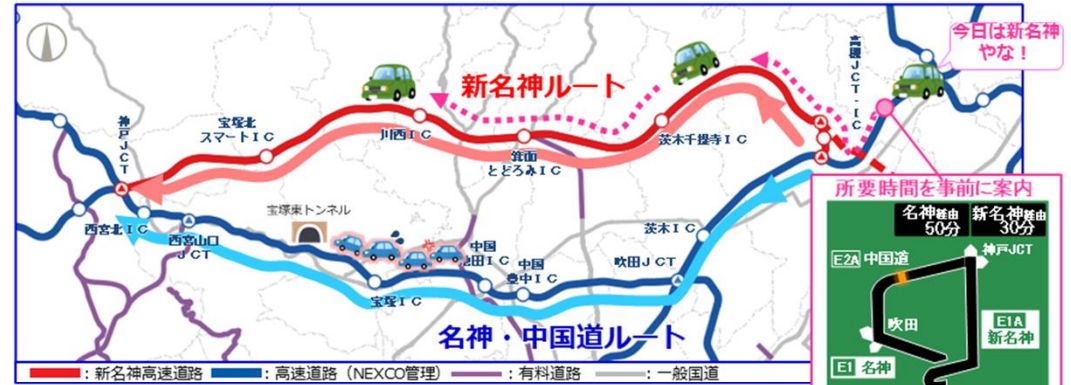 今日は新名神
やな!
新名神ルート
高槻JCT・IC
神戸JCT
宝塚北
スマートIC
川西IC
箕面
とどろみIC
茨木千提寺IC
宝塚東トンネル
西宮北IC
西宮山口
JCT
宝塚IC
中国
池田IC
中国
豊中IC
吹田JCT
茨木IC
名神・中国道ルート
所要時間を事前に案内
名神経由
50分
新名神経由
30分
E2A 中国道
神戸JCT
吹田
E1A
新名神
E1 名神
:新名神高速道路
:高速道路(NEXCO管理)
:有料道路
:一般国道